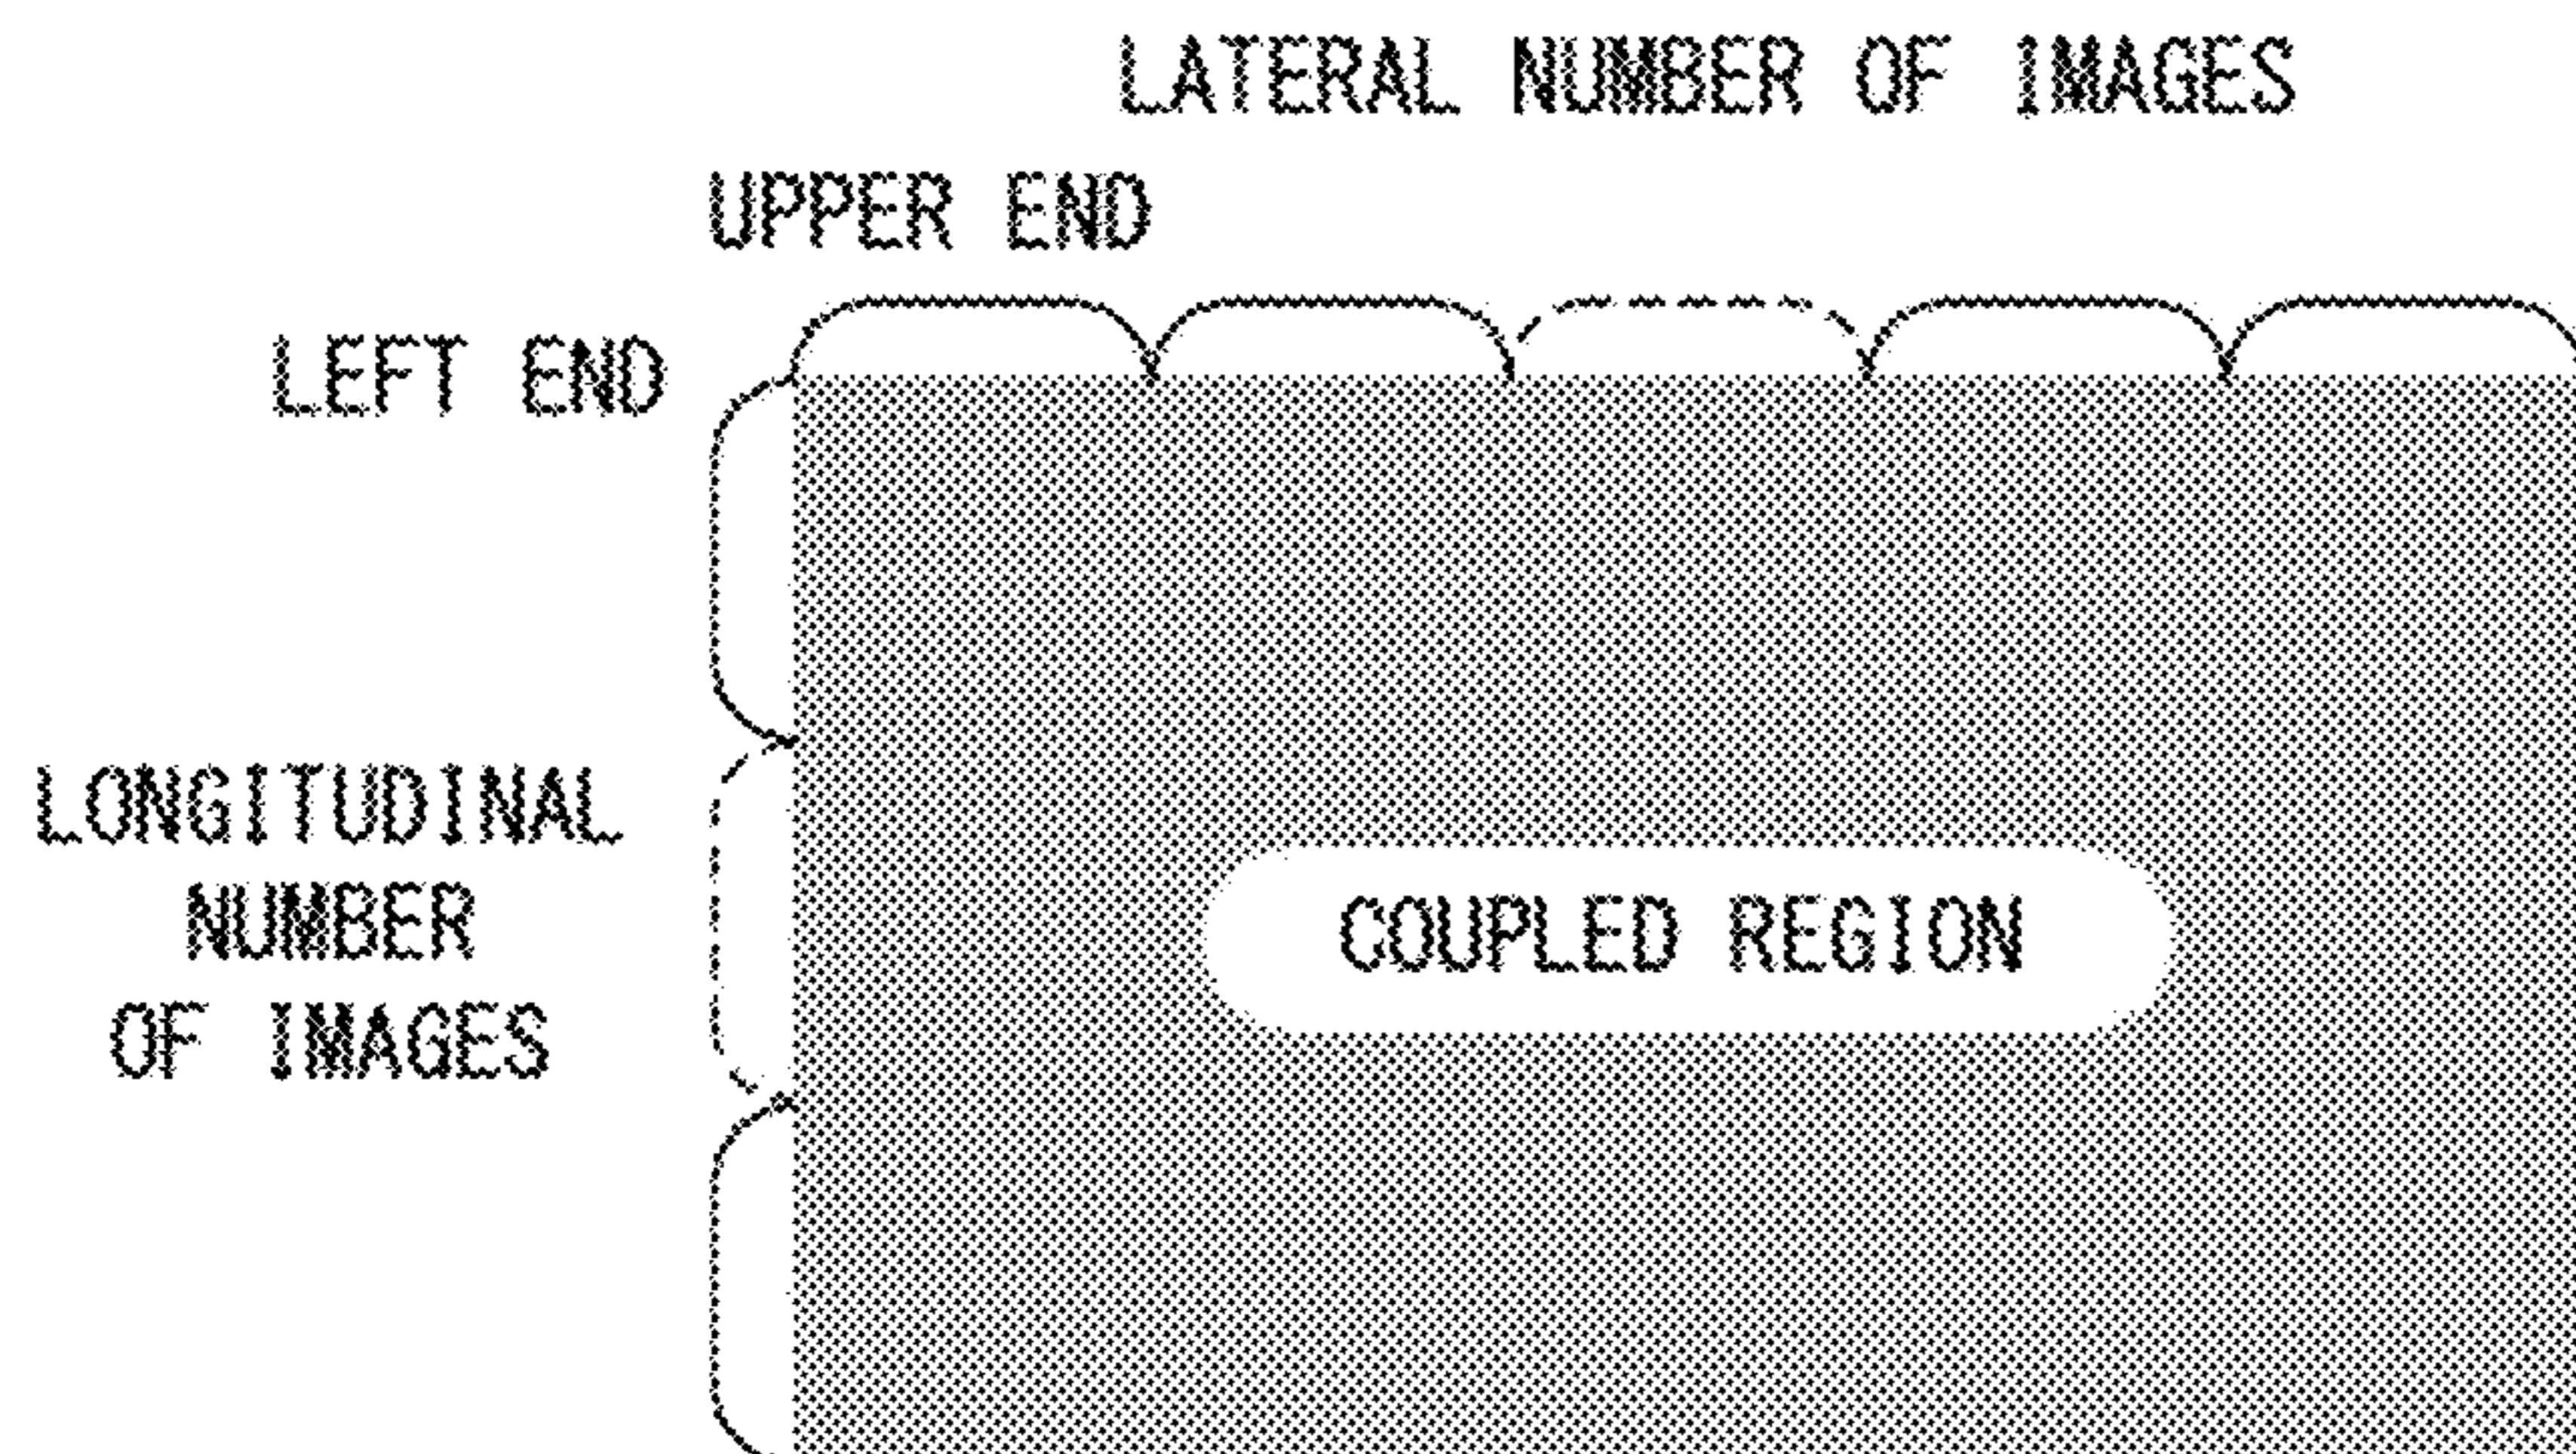 LATERAL NUMBER OF IMAGES
UPPER END
LEFT END
LONGITUDINAL
NUMBER
OF IMAGES
COUPLED REGION